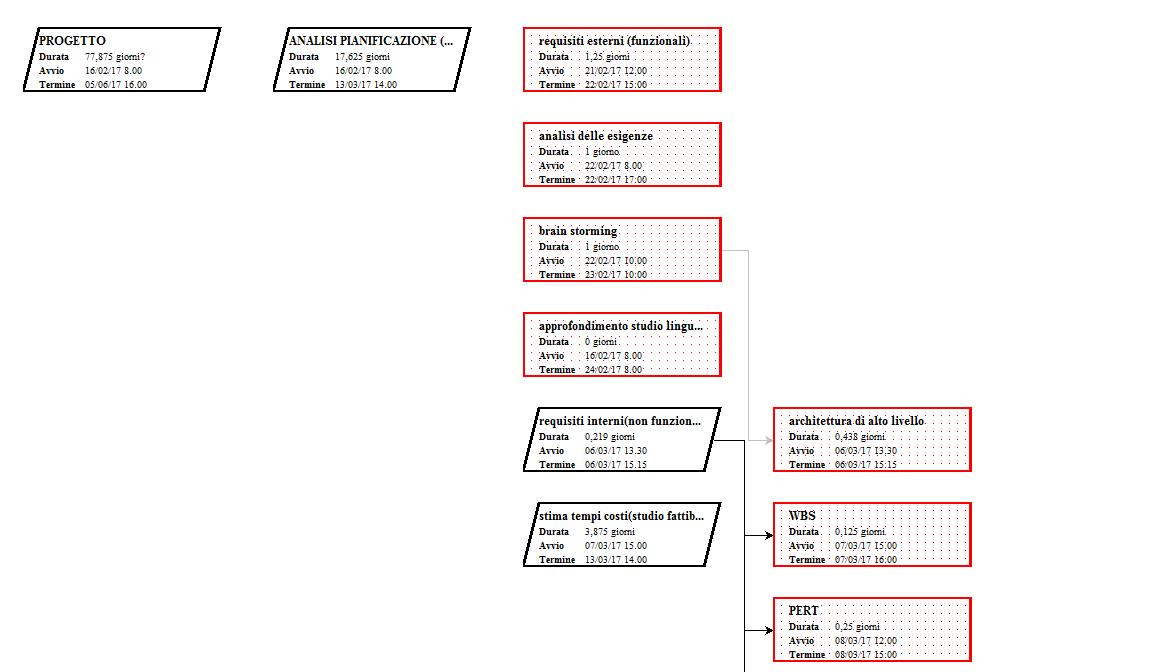 PROGETTO
Durata 77,875 giorni?
Avvio 16/02/17 8.00
Termine 05/06/17 16.00
ANALISI PIANIFICAZIONE (...
Durata 17,625 giorni
Avvio 16/02/17 8.00
Termine 13/03/17 14.00
requisiti esterni (funzionali)
Durata 1,25 giorni
Avvio 21/02/17 12.00
Termine 22/02/17 15:00
analisi delle esigenze
Durata 1 giorno
Avvio 22/02/17 8.00
Termine 22/02/17 17:00
brain storming
Durata 1 giorno
Avvio 22/02/17 10.00
Termine 23/02/17 10:00
approfondimento studio lingu...
Durata 0 giorni
Avvio 16/02/17 8.00
Termine 24/02/17 8:00
requisiti interni(non funzion...
Durata 0,219 giorni
Avvio 06/03/17 13.30
Termine 06/03/17 15.15
architettura di alto livello
Durata 0,438 giorni
Avvio 06/03/17 13.30
Termine 06/03/17 15:15
stima tempi costi(studio fattib...
Durata 3,875 giorni
Avvio 07/03/17 15.00
Termine 13/03/17 14.00
WBS
Durata 0,125 giorni
Avvio 07/03/17 15.00
Termine 07/03/17 16:00
PERT
Durata 0,25 giorni
Avvio 08/03/17 12.00
Termine 08/03/17 15:00